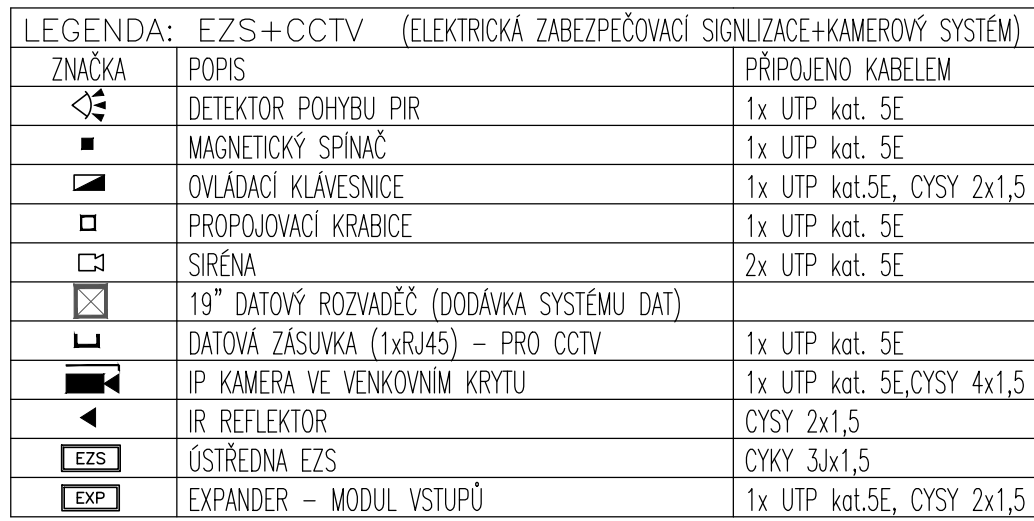 LEGENDA: EZS+CCTV (ELEKTRICKÁ ZABEZPEČOVACÍ SIGNLIZACE+KAMEROVÝ SYSTÉM)
ZNAČKA POPIS PŘIPOJENO KABELEM
DETEKTOR POHYBU PIR 1x UTP kat. 5E
MAGNETICKÝ SPÍNAČ 1x UTP kat. 5E
OVLÁDACÍ KLÁVESNICE 1x UTP kat.5E, CYSY 2x1,5
PROPOJOVACÍ KRABICE 1x UTP kat. 5E
SIRÉNA 2x UTP kat. 5E
19" DATOVÝ ROZVADĚČ (DODÁVKA SYSTÉMU DAT)
DATOVÁ ZÁSUVKA (1xRJ45) – PRO CCTV 1x UTP kat. 5E
IP KAMERA VE VENKOVNÍM KRYTU 1x UTP kat. 5E,CYSY 4x1,5
IR REFLEKTOR CYSY 2x1,5
EZS ÚSTŘEDNA EZS CYKY 3Jx1,5
EXP EXPANDER – MODUL VSTUPŮ 1x UTP kat.5E, CYSY 2x1,5